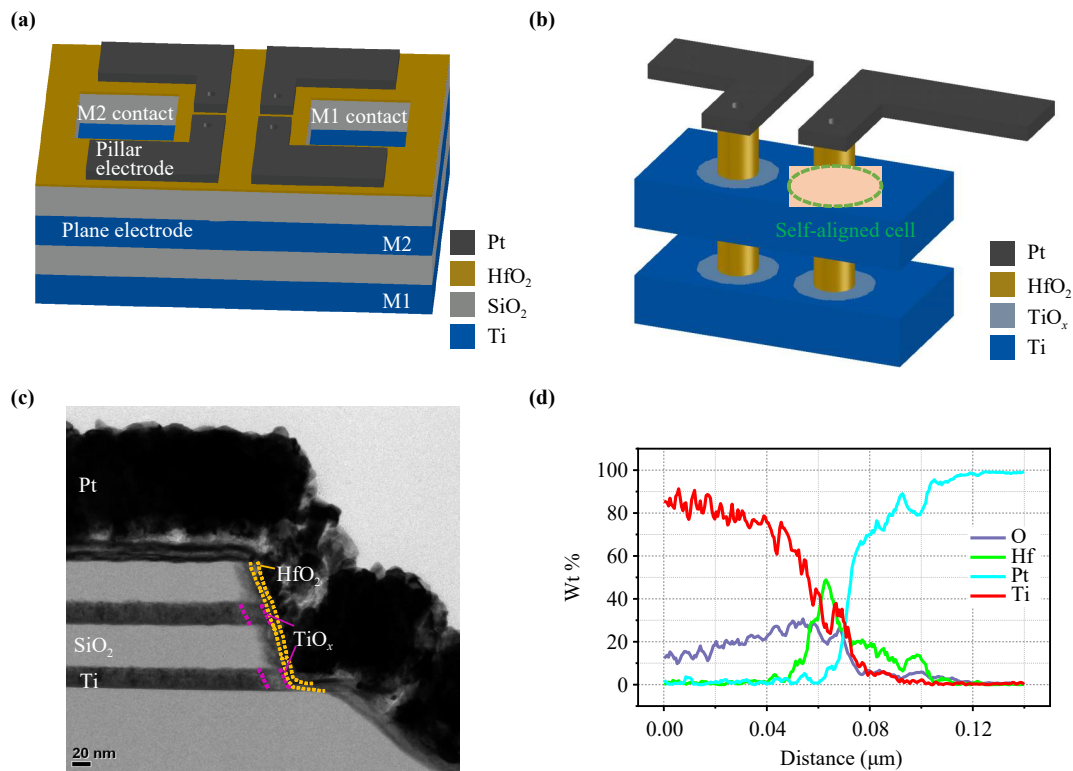 (a)
M2 contact
M1 contact
Pillar
electrode
Plane electrode
M2
M1
Pt
HfO₂
SiO₂
Ti
(b)
Self-aligned cell
Pt
HfO₂
TiOₓ
Ti
(c)
Pt
HfO₂
TiOₓ
SiO₂
Ti
20 nm
(d)
Wt %
100
80
60
40
20
0
O
Hf
Pt
Ti
0.00
0.04
0.08
0.12
Distance (μm)